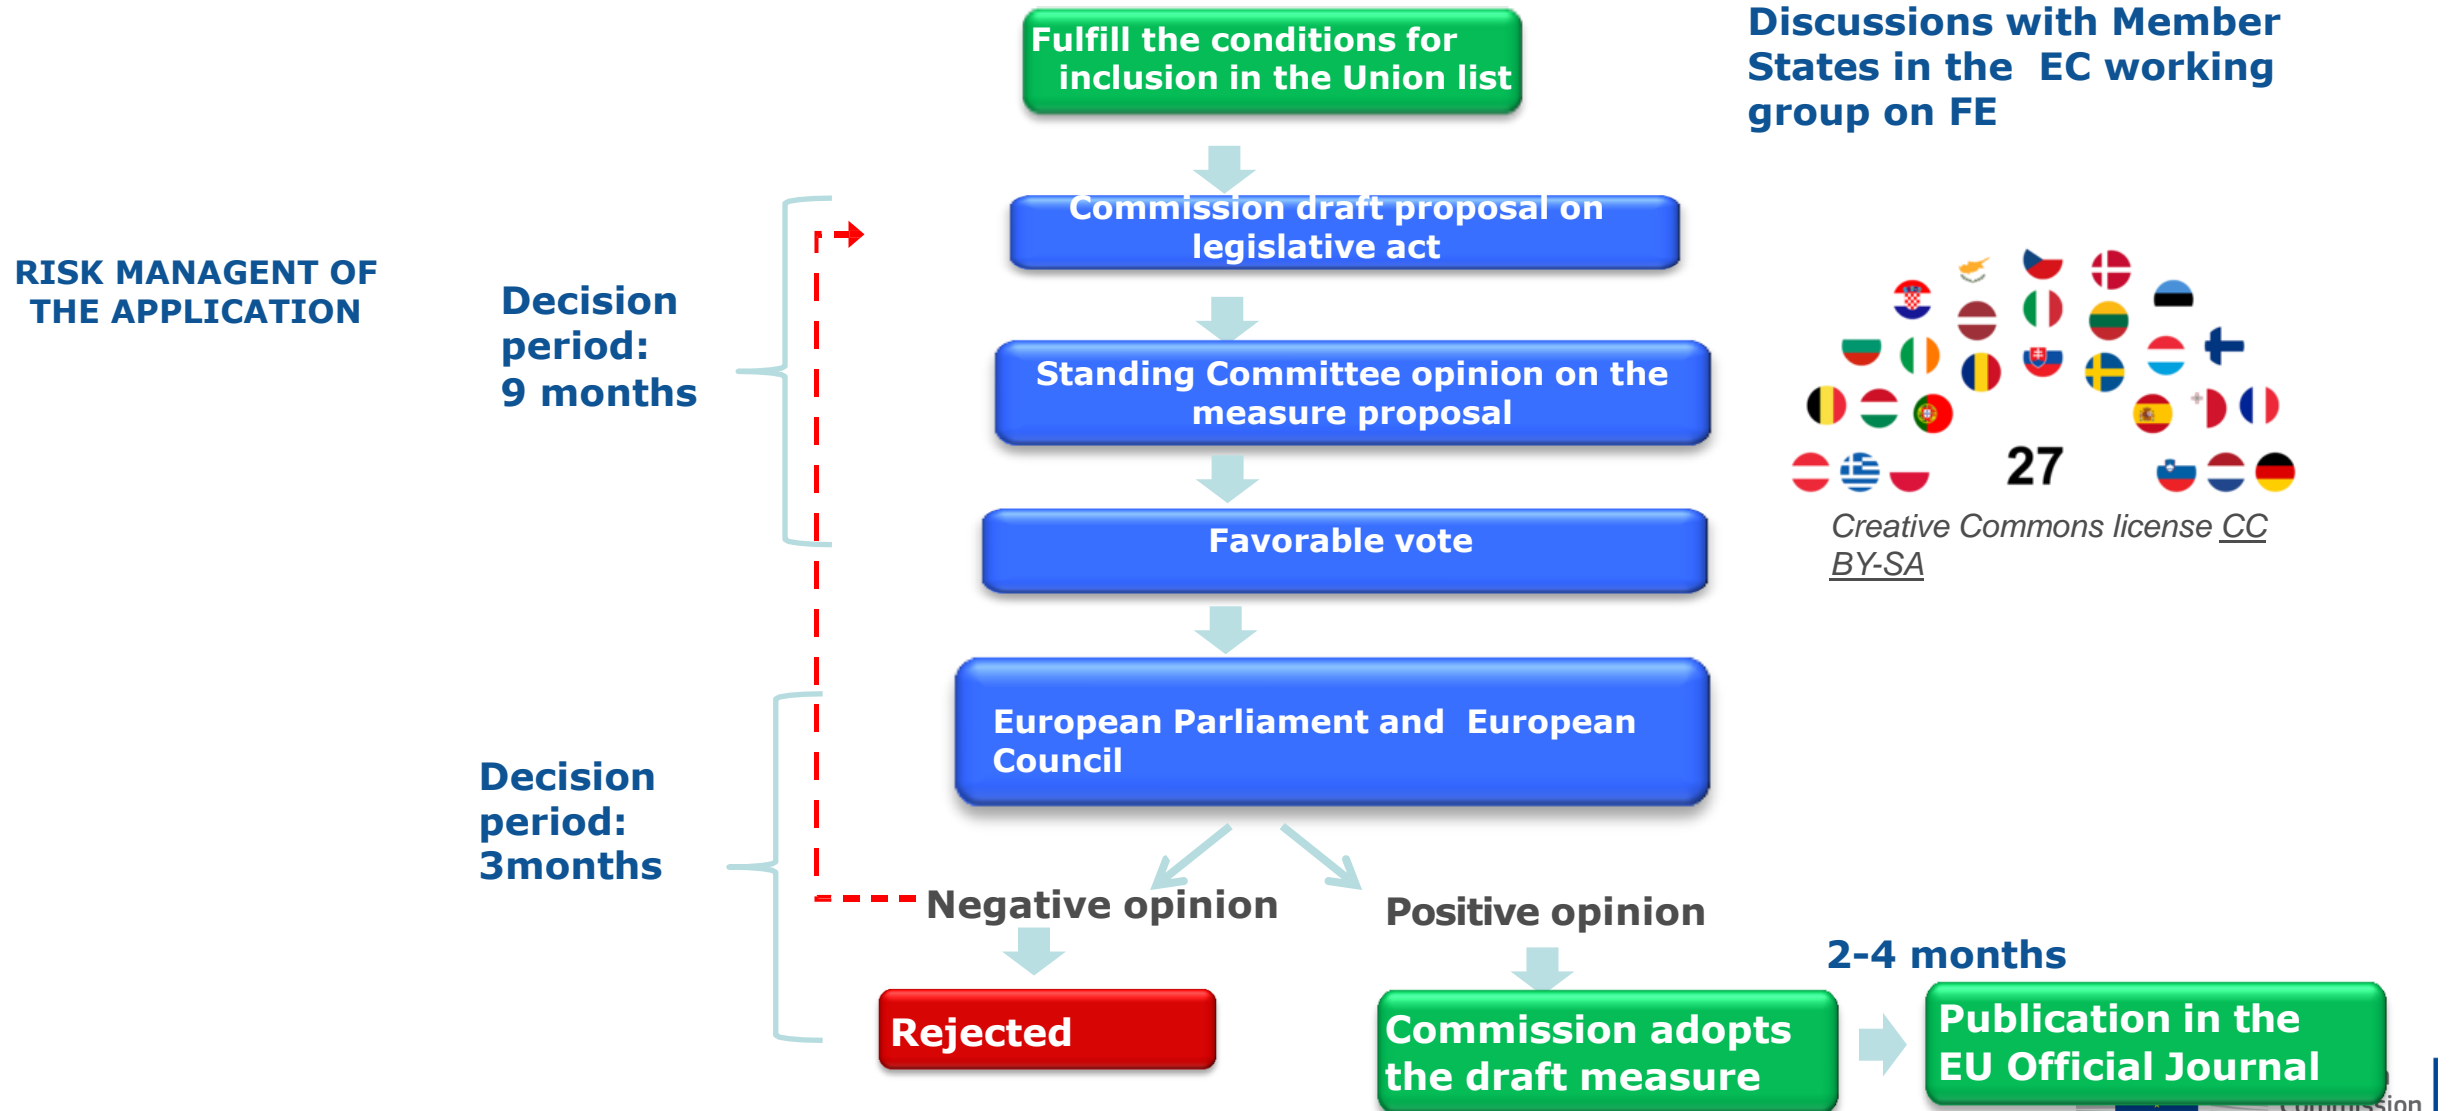 Fulfill the conditions for
inclusion in the Union list
Discussions with Member
States in the EC working
group on FE
Commission draft proposal on
legislative act
RISK MANAGENT OF
THE APPLICATION
Decision
period:
9 months
Standing Committee opinion on the
measure proposal
27
Creative Commons license CC
BY-SA
Favorable vote
European Parliament and European
Council
Decision
period:
3months
Negative opinion
Positive opinion
2-4 months
Rejected
Commission adopts
the draft measure
Publication in the
EU Official Journal